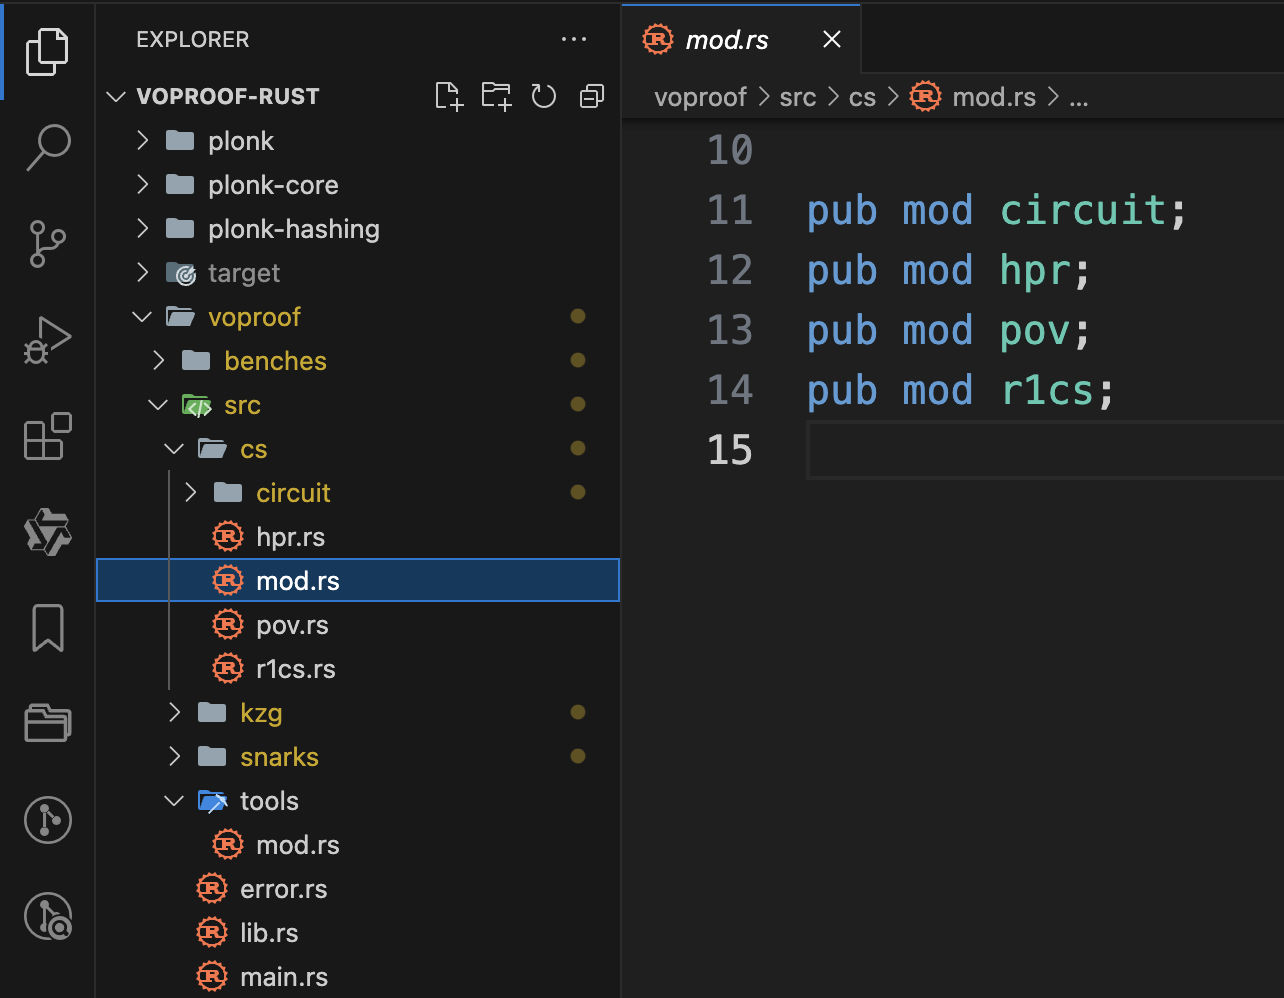 EXPLORER
VOPROOF-RUST
plonk
plonk-core
plonk-hashing
target
voproof
benches
src
cs
circuit
hpr.rs
mod.rs
pov.rs
r1cs.rs
kzg
snarks
tools
mod.rs
error.rs
lib.rs
main.rs
mod.rs
voproof > src > cs > mod.rs > ...
10
11 pub mod circuit;
12 pub mod hpr;
13 pub mod pov;
14 pub mod r1cs;
15